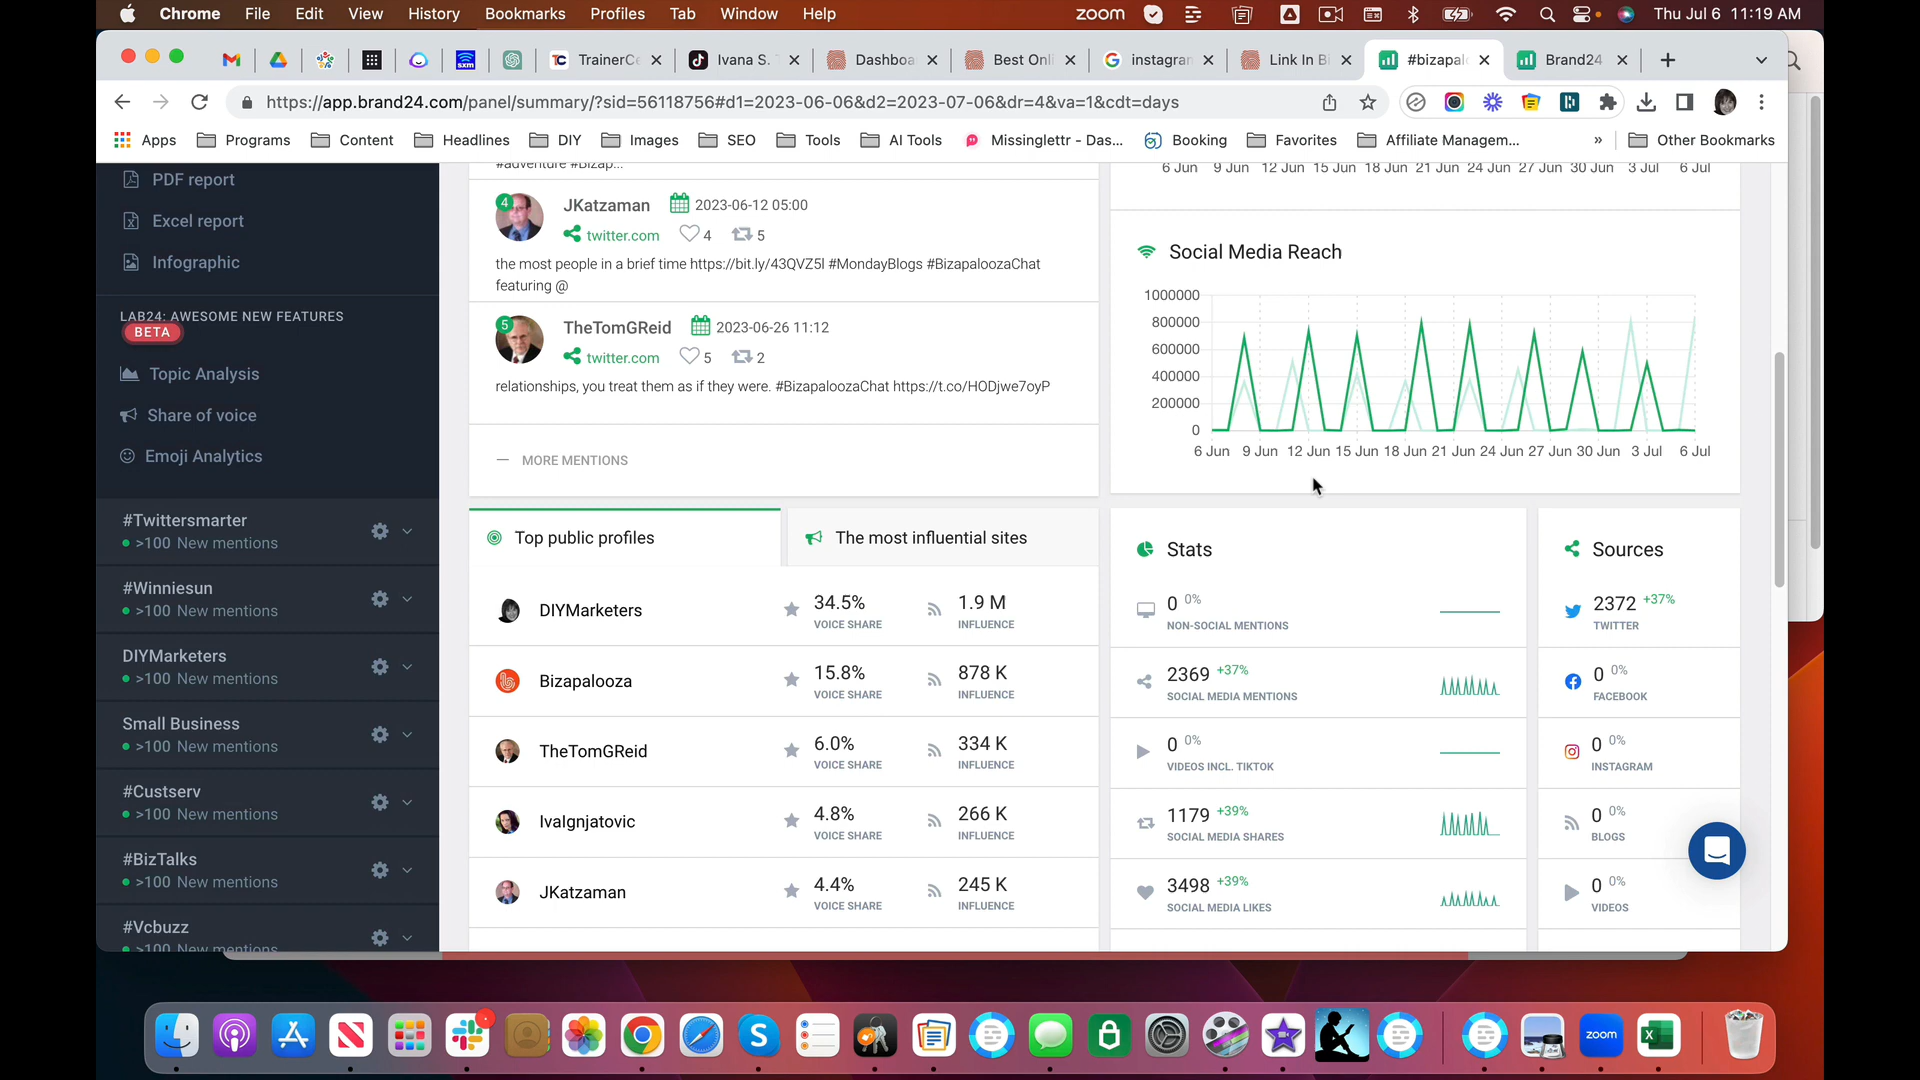 Chrome File Edit View History Bookmarks Profiles Tab Window Help zoom Thu Jul 6 11:19 AM
sxm TrainerCe Ivana S. Dashboa Best Onl instagram Link In B #bizapal Brand24
https://app.brand24.com/panel/summary/?sid=56118756#d1=2023-06-06&d2=2023-07-06&dr=4&va=1&cdt=days
Apps Programs Content Headlines DIY Images SEO Tools AI Tools Missinglettr - Das... Booking Favorites Affiliate Managem... » Other Bookmarks
PDF report
Excel report
Infographic
LAB24: AWESOME NEW FEATURES
BETA
Topic Analysis
Share of voice
Emoji Analytics
#Twittersmarter
>100 New mentions
#Winniesun
>100 New mentions
DIYMarketers
>100 New mentions
Small Business
>100 New mentions
#Custserv
>100 New mentions
#BizTalks
>100 New mentions
#Vcbuzz
>100 New mentions
#adventure #Bizap...
4 JKatzaman 2023-06-12 05:00
twitter.com 4 5
the most people in a brief time https://bit.ly/43QVZ5l #MondayBlogs #BizapaloozaChat
featuring @
5 TheTomGReid 2023-06-26 11:12
twitter.com 5 2
relationships, you treat them as if they were. #BizapaloozaChat https://t.co/HODjwe7oyP
MORE MENTIONS
6 Jun 9 Jun 12 Jun 15 Jun 18 Jun 21 Jun 24 Jun 27 Jun 30 Jun 3 Jul 6 Jul
Social Media Reach
1000000
800000
600000
400000
200000
0
6 Jun 9 Jun 12 Jun 15 Jun 18 Jun 21 Jun 24 Jun 27 Jun 30 Jun 3 Jul 6 Jul
Top public profiles The most influential sites
DIYMarketers 34.5% 1.9 M
VOICE SHARE INFLUENCE
Bizapalooza 15.8% 878 K
VOICE SHARE INFLUENCE
TheTomGReid 6.0% 334 K
VOICE SHARE INFLUENCE
IvaIgnjatovic 4.8% 266 K
VOICE SHARE INFLUENCE
JKatzaman 4.4% 245 K
VOICE SHARE INFLUENCE
Stats
0 0%
NON-SOCIAL MENTIONS
2369 +37%
SOCIAL MEDIA MENTIONS
0 0%
VIDEOS INCL. TIKTOK
1179 +39%
SOCIAL MEDIA SHARES
3498 +39%
SOCIAL MEDIA LIKES
Sources
2372 +37%
TWITTER
0 0%
FACEBOOK
0 0%
INSTAGRAM
0 0%
BLOGS
0 0%
VIDEOS
zoom